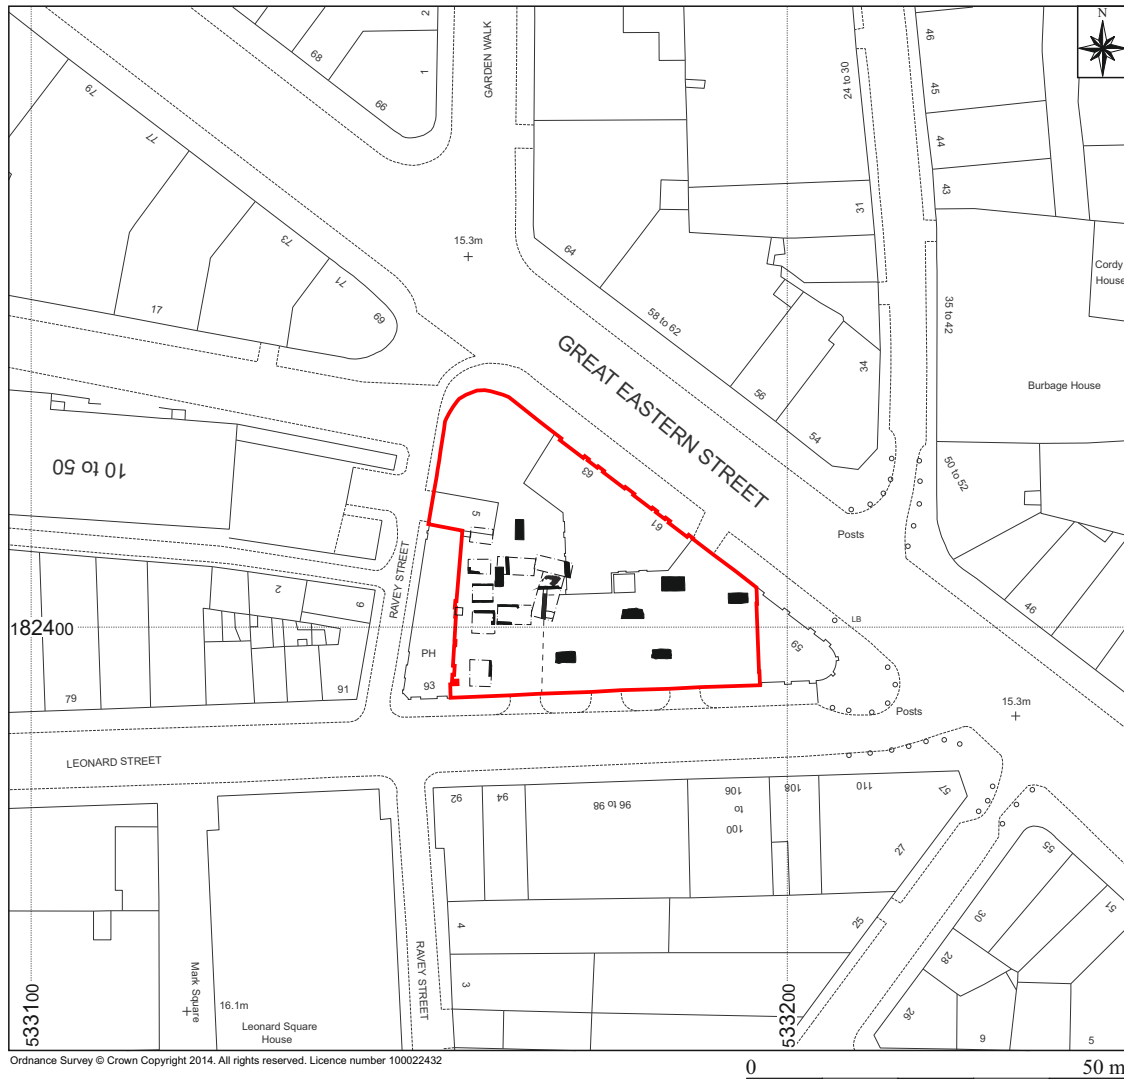 N
2
68
1
66
GARDEN WALK
24 to 30
46
45
44
43
79
77
73
71
69
17
15.3m
64
58 to 62
56
54
31
34
35 to 42
Cordy
House
Burbage House
GREAT EASTERN STREET
10 to 50
63
61
5
50 to 52
Posts
46
RAVEY STREET
2
6
182400
LB
59
PH
93
91
79
Posts
15.3m
LEONARD STREET
92
94
96 to 98
106
to
100
108
110
57
27
25
55
51
30
28
26
9
5
4
3
RAVEY STREET
Mark Square
16.1m
Leonard Square
House
533100
533200
Ordnance Survey © Crown Copyright 2014. All rights reserved. Licence number 100022432
0
50 m